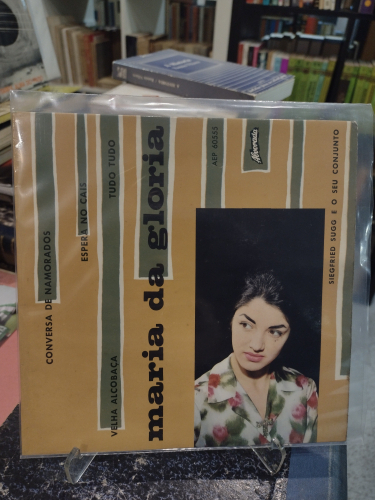 CONVERSA DE NAMORADOS
ESPERA NO CAIS
VELHA ALCOBAÇA TUDO TUDO
maria da gloria
AEP 60555
Alvorada
SIEGFRIED SUGG E O SEU CONJUNTO